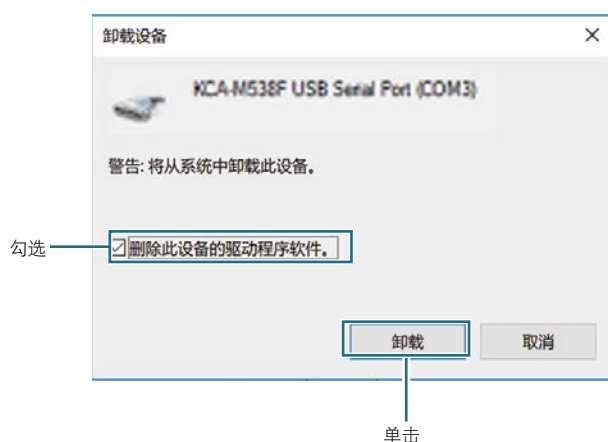 卸载设备
KCA-M538F USB Serial Port (COM3)
警告: 将从系统中卸载此设备。
勾选
删除此设备的驱动程序软件。
卸载
取消
单击